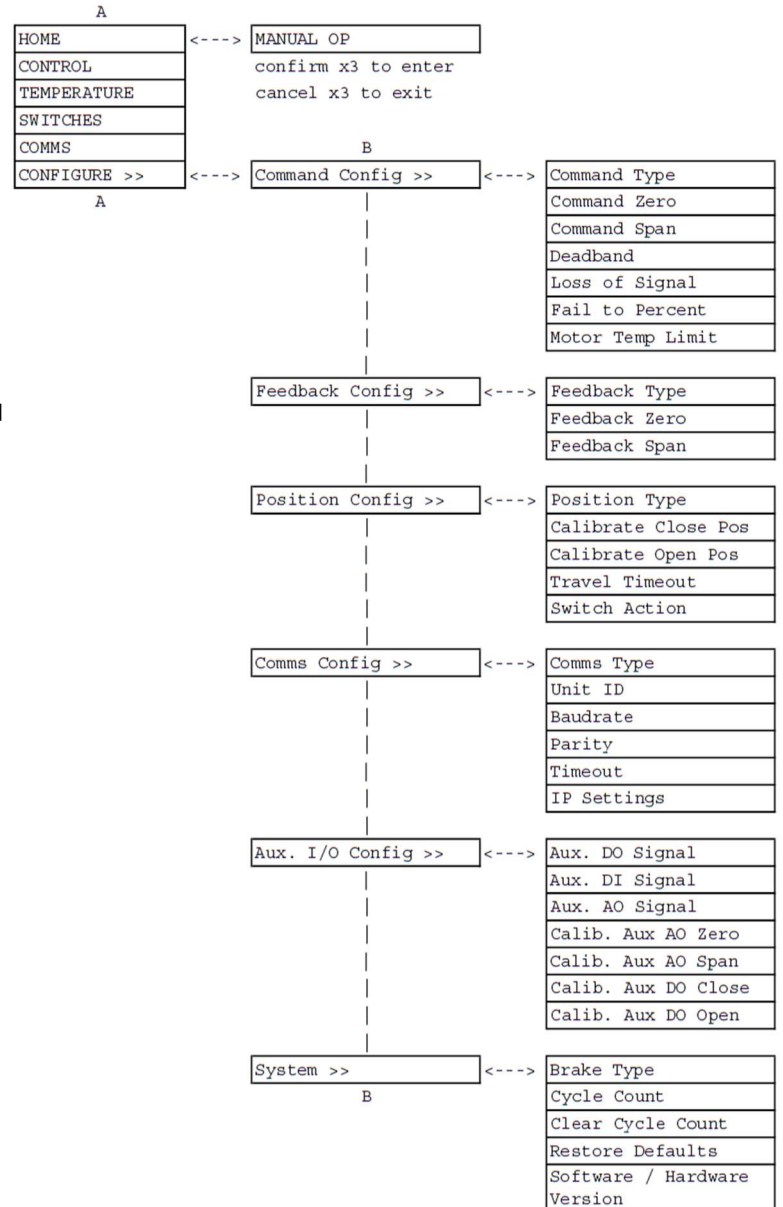 A
HOME <---> MANUAL OP
CONTROL confirm x3 to enter
TEMPERATURE cancel x3 to exit
SWITCHES
COMMS B
CONFIGURE >> <---> Command Config >> <---> Command Type
A Command Zero
Command Span
Deadband
Loss of Signal
Fail to Percent
Motor Temp Limit
Feedback Config >> <---> Feedback Type
Feedback Zero
Feedback Span
Position Config >> <---> Position Type
Calibrate Close Pos
Calibrate Open Pos
Travel Timeout
Switch Action
Comms Config >> <---> Comms Type
Unit ID
Baudrate
Parity
Timeout
IP Settings
Aux. I/O Config >> <---> Aux. DO Signal
Aux. DI Signal
Aux. AO Signal
Calib. Aux AO Zero
Calib. Aux AO Span
Calib. Aux DO Close
Calib. Aux DO Open
System >> <---> Brake Type
B Cycle Count
Clear Cycle Count
Restore Defaults
Software / Hardware
Version